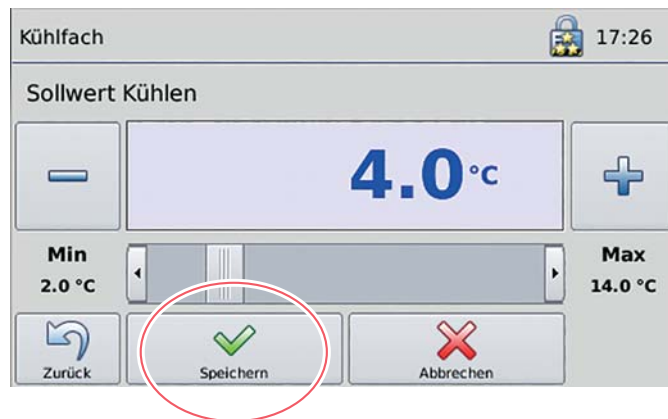 Kühlfach 17:26
Sollwert Kühlen
4.0 °C
Min Max
2.0 °C 14.0 °C
Zurück Speichern Abbrechen